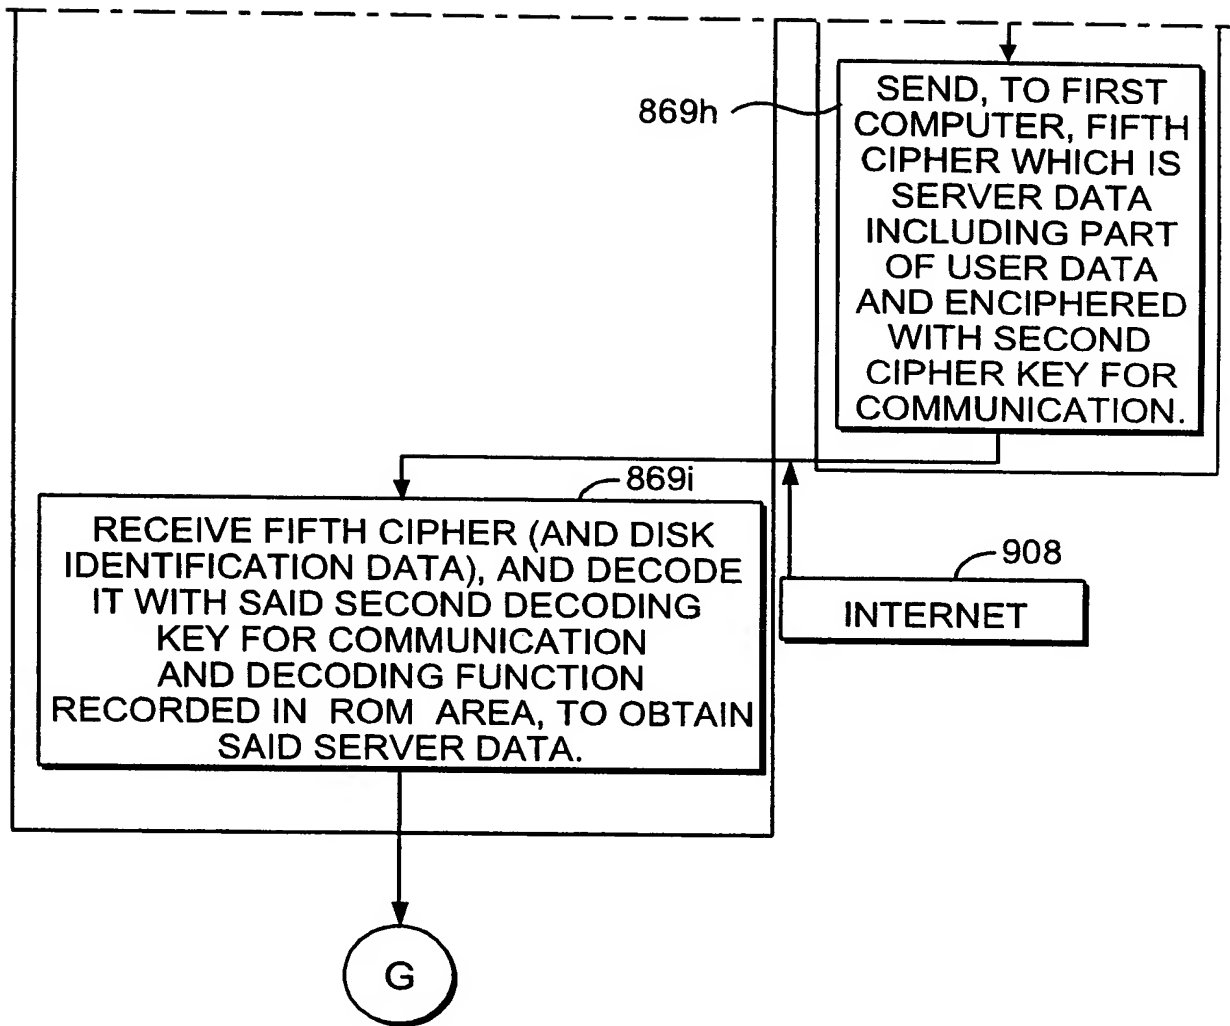 869h
SEND, TO FIRST
COMPUTER, FIFTH
CIPHER WHICH IS
SERVER DATA
INCLUDING PART
OF USER DATA
AND ENCIPHERED
WITH SECOND
CIPHER KEY FOR
COMMUNICATION.
869i
RECEIVE FIFTH CIPHER (AND DISK
IDENTIFICATION DATA), AND DECODE
IT WITH SAID SECOND DECODING
KEY FOR COMMUNICATION
AND DECODING FUNCTION
RECORDED IN ROM AREA, TO OBTAIN
SAID SERVER DATA.
908
INTERNET
G